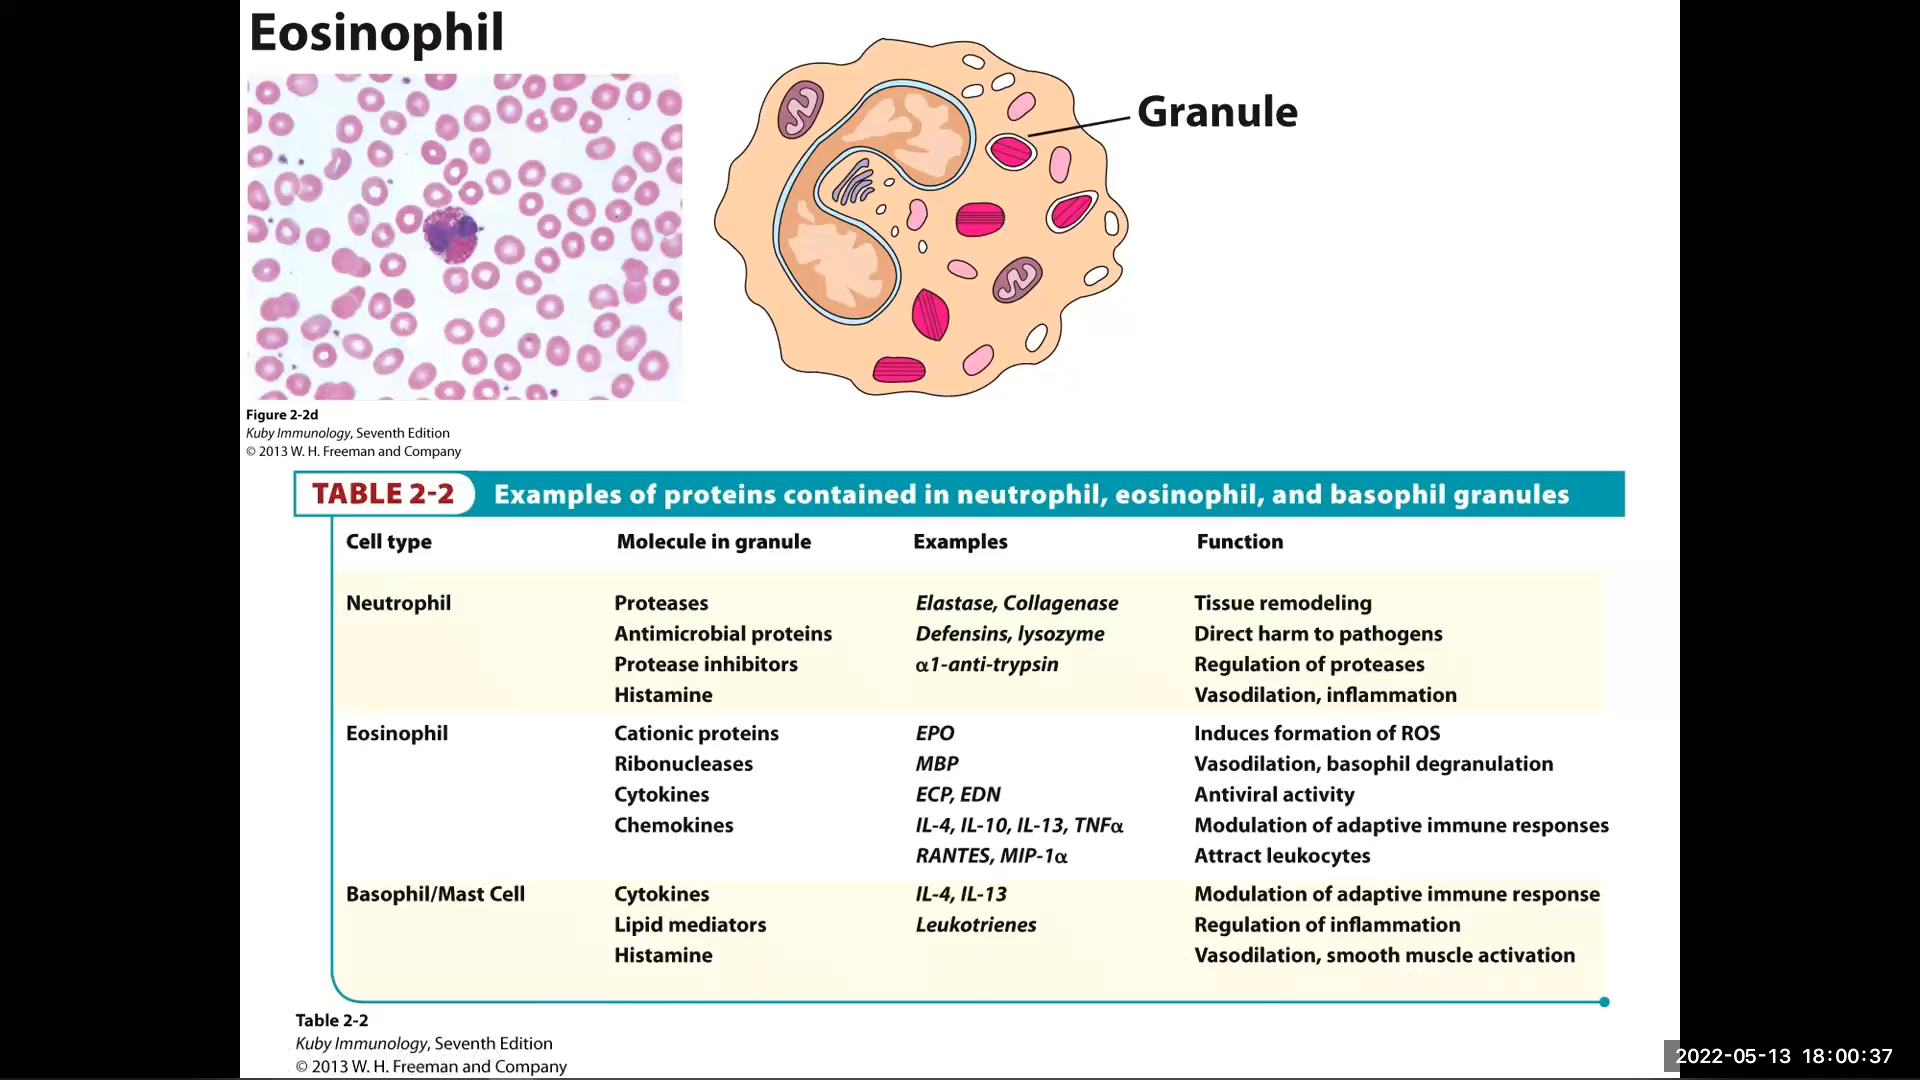 Eosinophil
Granule
Figure 2-2d
Kuby Immunology, Seventh Edition
© 2013 W. H. Freeman and Company
TABLE 2-2 Examples of proteins contained in neutrophil, eosinophil, and basophil granules
Cell type Molecule in granule Examples Function
Neutrophil Proteases Elastase, Collagenase Tissue remodeling
Antimicrobial proteins Defensins, lysozyme Direct harm to pathogens
Protease inhibitors α1-anti-trypsin Regulation of proteases
Histamine Vasodilation, inflammation
Eosinophil Cationic proteins EPO Induces formation of ROS
Ribonucleases MBP Vasodilation, basophil degranulation
Cytokines ECP, EDN Antiviral activity
Chemokines IL-4, IL-10, IL-13, TNFα Modulation of adaptive immune responses
RANTES, MIP-1α Attract leukocytes
Basophil/Mast Cell Cytokines IL-4, IL-13 Modulation of adaptive immune response
Lipid mediators Leukotrienes Regulation of inflammation
Histamine Vasodilation, smooth muscle activation
Table 2-2
Kuby Immunology, Seventh Edition
© 2013 W. H. Freeman and Company
2022-05-13 18:00:37